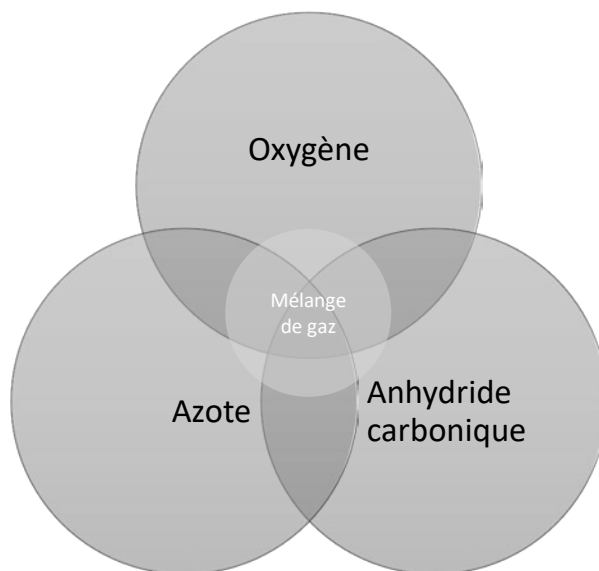 Oxygène
Mélange
de gaz
Azote
Anhydride
carbonique